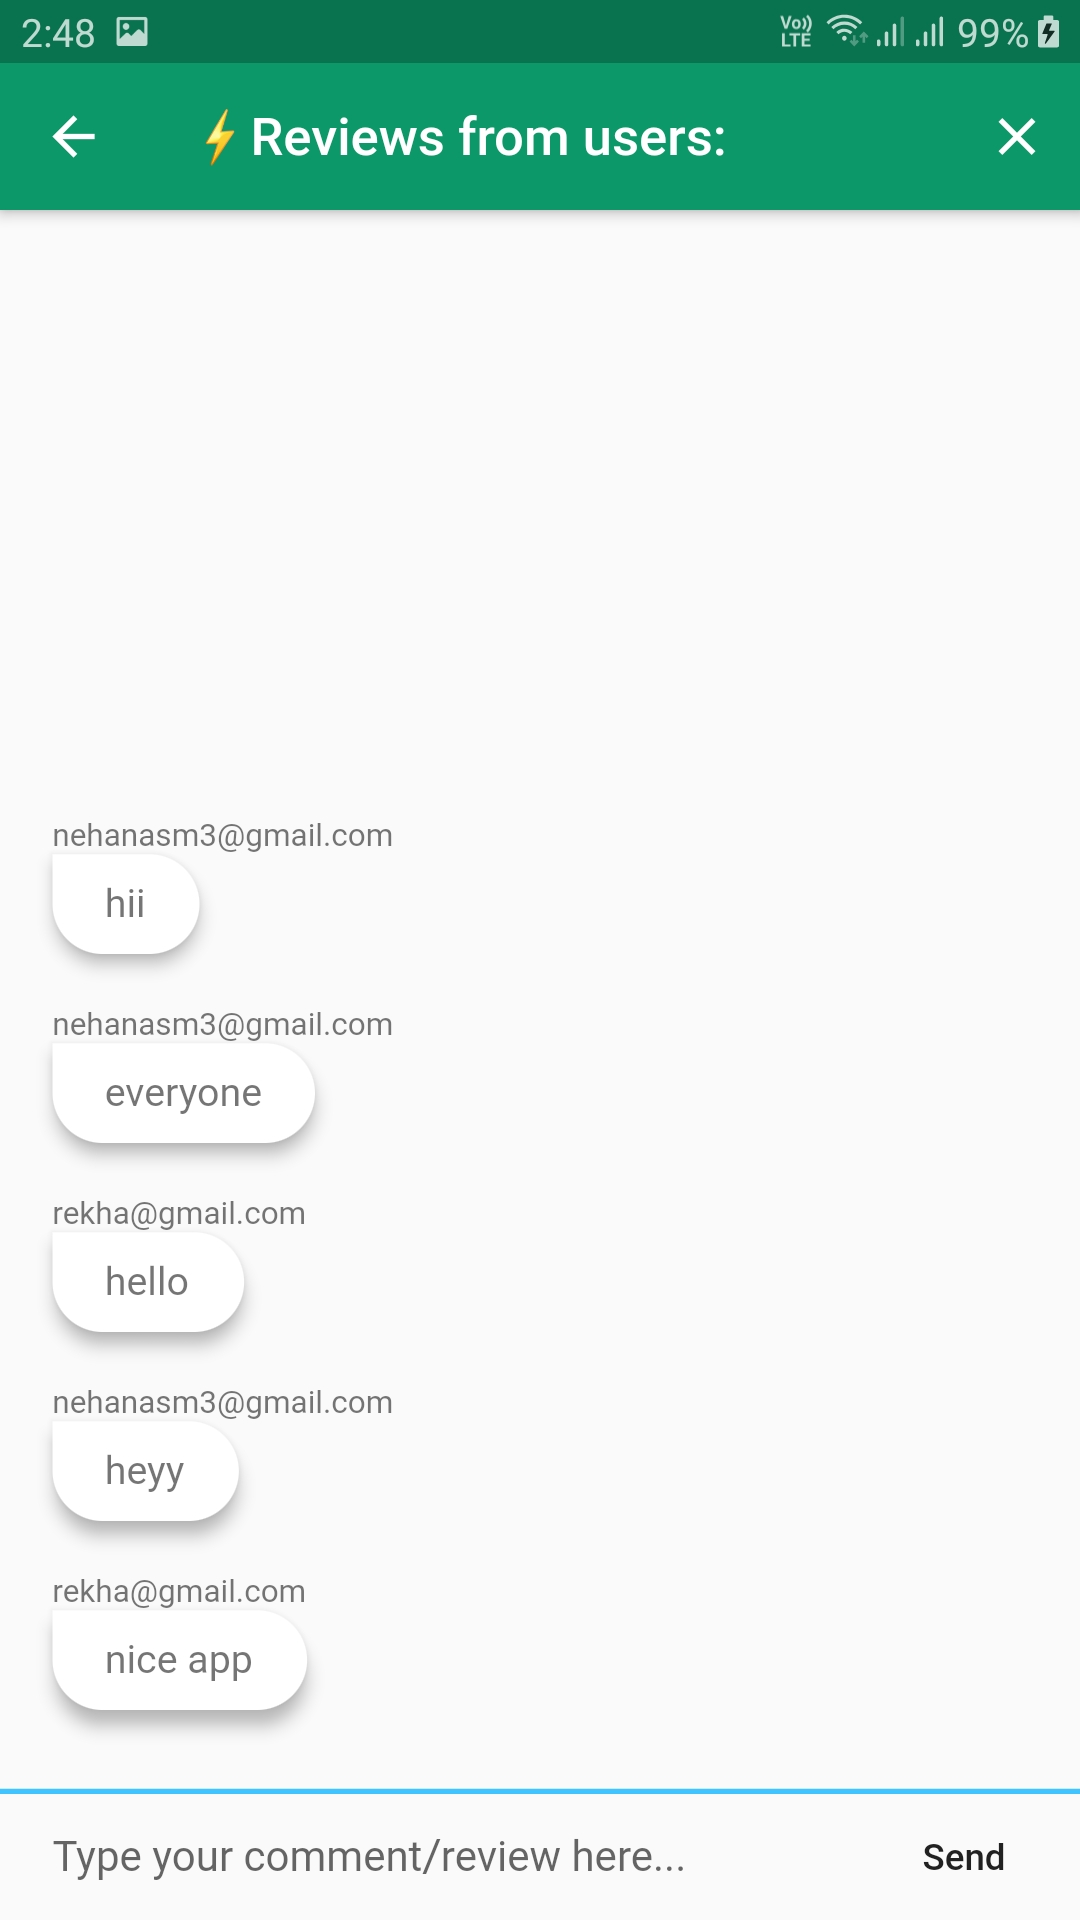 2:48 Vo)) LTE 99%
⚡Reviews from users:
nehanasm3@gmail.com
hii
nehanasm3@gmail.com
everyone
rekha@gmail.com
hello
nehanasm3@gmail.com
heyy
rekha@gmail.com
nice app
Type your comment/review here... Send